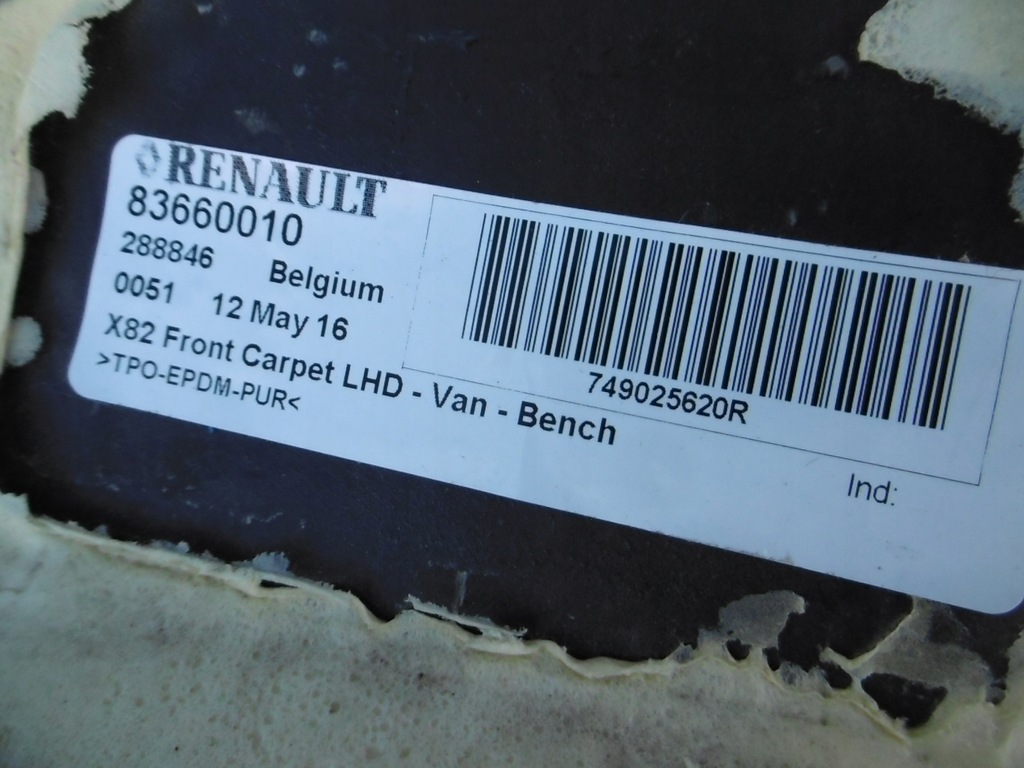 RENAULT
83660010
288846 Belgium
0051 12 May 16
X82 Front Carpet LHD - Van - Bench
>TPO-EPDM-PUR<
749025620R
Ind: